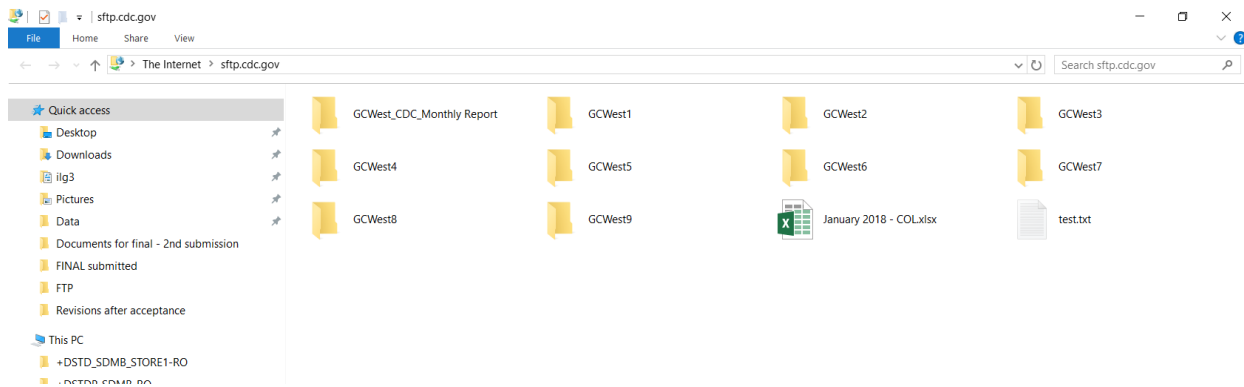 sftp.cdc.gov
File Home Share View
The Internet > sftp.cdc.gov
Search sftp.cdc.gov
Quick access
Desktop
Downloads
ilg3
Pictures
Data
Documents for final - 2nd submission
FINAL submitted
FTP
Revisions after acceptance
This PC
+DSTD_SDMB_STORE1-RO
GCWest_CDC_Monthly Report GCWest1 GCWest2 GCWest3
GCWest4 GCWest5 GCWest6 GCWest7
GCWest8 GCWest9 January 2018 - COL.xlsx test.txt